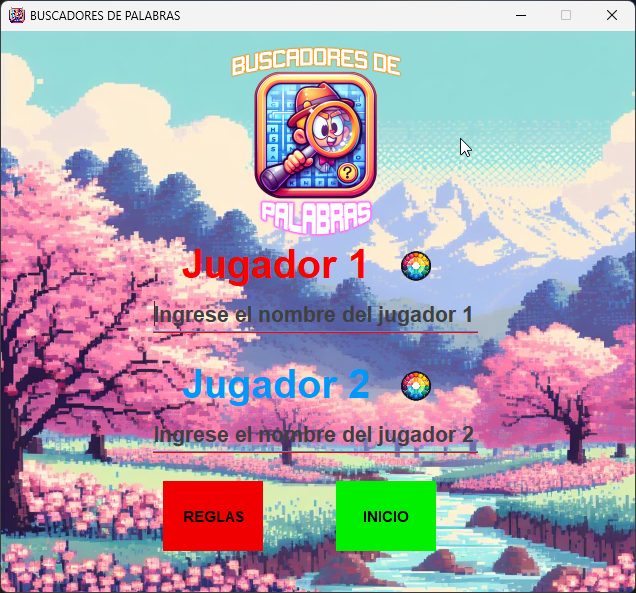 BUSCADORES DE PALABRAS
BUSCADORES DE
?
PALABRAS
Jugador 1
Ingrese el nombre del jugador 1
Jugador 2
Ingrese el nombre del jugador 2
REGLAS
INICIO